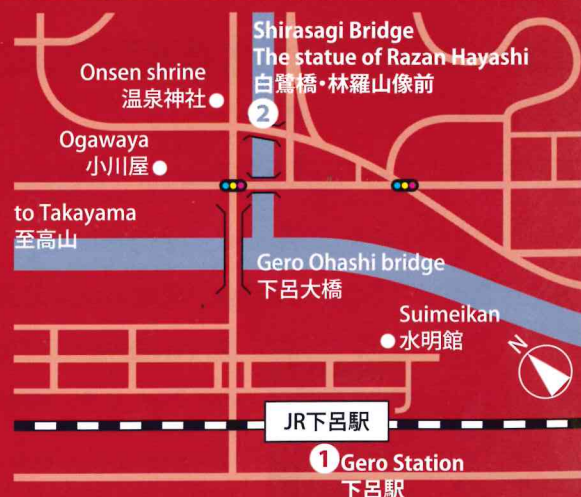 Shirasagi Bridge
The statue of Razan Hayashi
白鷺橋・林羅山像前
2
Onsen shrine
温泉神社
Ogawaya
小川屋
to Takayama
至高山
Gero Ohashi bridge
下呂大橋
Suimeikan
水明館
N
JR下呂駅
1 Gero Station
下呂駅